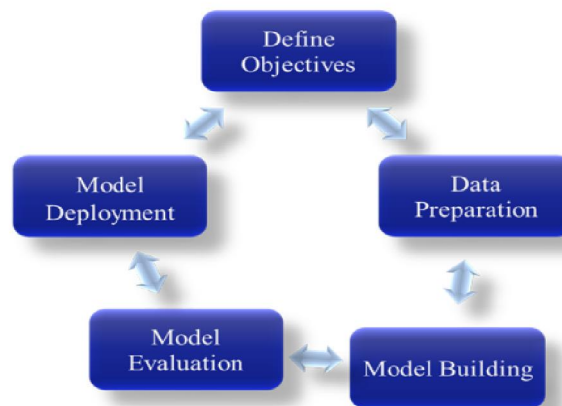 Define
Objectives
Data
Preparation
Model Building
Model
Evaluation
Model
Deployment